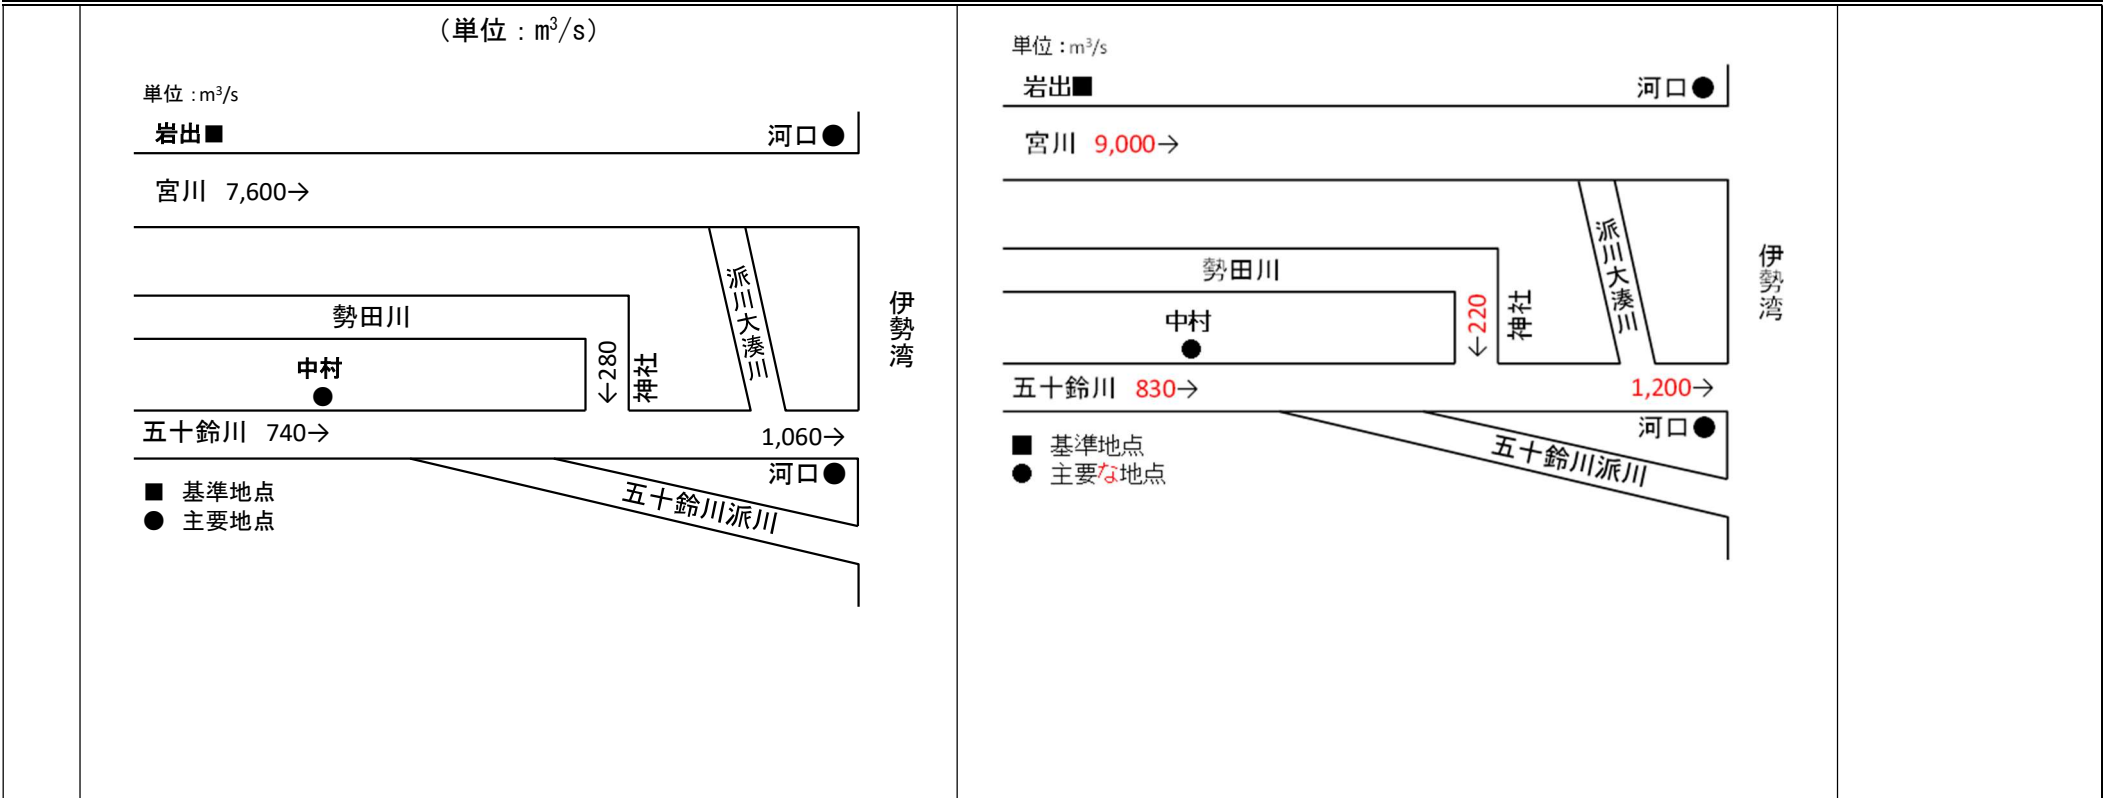 （単位：m³/s）
単位：m³/s
岩出■
河口●
宮川 7,600→
派川大湊川
伊勢湾
勢田川
中村
●
←280
神社
五十鈴川 740→
1,060→
河口●
五十鈴川派川
■ 基準地点
● 主要地点
単位：m³/s
岩出■
河口●
宮川 9,000→
派川大湊川
伊勢湾
勢田川
中村
●
←220
神社
五十鈴川 830→
1,200→
河口●
五十鈴川派川
■ 基準地点
● 主要な地点